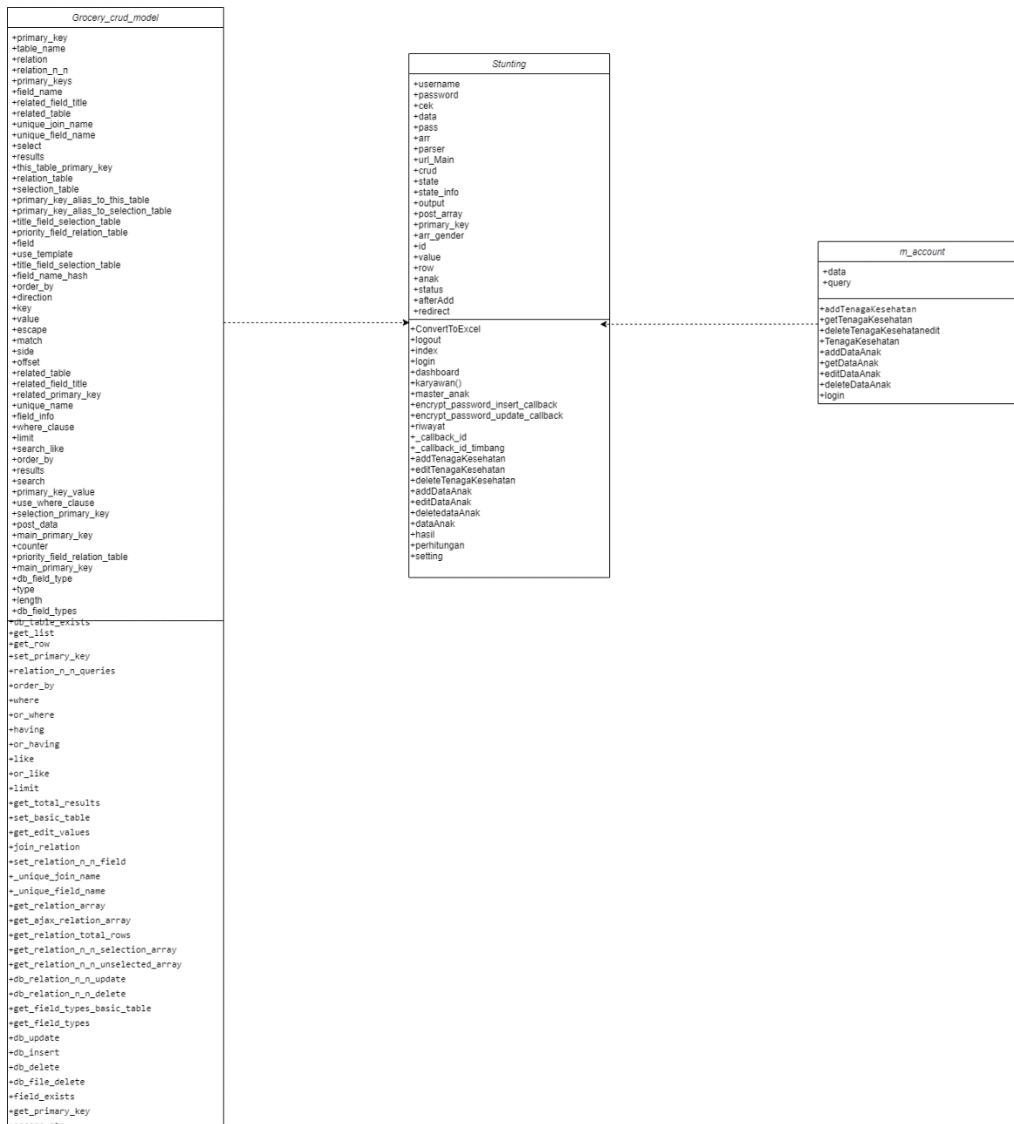 Grocery_crud_model
+primary_key
+table_name
+relation
+relation_n_n
+primary_keys
+field_name
+related_field_title
+related_table
+unique_join_name
+unique_field_name
+select
+results
+this_table_primary_key
+relation_table
+selection_table
+primary_key_alias_to_this_table
+primary_key_alias_to_selection_table
+title_field_selection_table
+priority_field_relation_table
+field
+use_template
+title_field_selection_table
+field_name_hash
+order_by
+direction
+key
+value
+escape
+match
+side
+offset
+related_table
+related_field_title
+related_primary_key
+unique_name
+field_info
+where_clause
+limit
+search_like
+order_by
+results
+search
+primary_key_value
+use_where_clause
+selection_primary_key
+post_data
+main_primary_key
+counter
+priority_field_relation_table
+main_primary_key
+db_field_type
+type
+length
+db_field_types
+db_table_exists
+get_list
+get_row
+set_primary_key
+relation_n_n_queries
+order_by
+where
+or_where
+having
+or_having
+like
+or_like
+limit
+get_total_results
+set_basic_table
+get_edit_values
+join_relation
+set_relation_n_n_field
+_unique_join_name
+_unique_field_name
+get_relation_array
+get_ajax_relation_array
+get_relation_total_rows
+get_relation_n_n_selection_array
+get_relation_n_n_unselected_array
+db_relation_n_n_update
+db_relation_n_n_delete
+get_field_types_basic_table
+get_field_types
+db_update
+db_insert
+db_delete
+db_file_delete
+field_exists
+get_primary_key
Stunting
+username
+password
+cek
+data
+pass
+arr
+parser
+url_Main
+crud
+state
+state_info
+output
+post_array
+primary_key
+arr_gender
+id
+value
+row
+anak
+status
+afterAdd
+redirect
+ConvertToExcel
+logout
+index
+login
+dashboard
+karyawan()
+master_anak
+encrypt_password_insert_callback
+encrypt_password_update_callback
+riwayat
+_callback_id
+_callback_id_timbang
+addTenagaKesehatan
+editTenagaKesehatan
+deleteTenagaKesehatan
+addDataAnak
+editDataAnak
+deletedataAnak
+dataAnak
+hasil
+perhitungan
+setting
m_account
+data
+query
+addTenagaKesehatan
+getTenagaKesehatan
+deleteTenagaKesehatanedit
+TenagaKesehatan
+addDataAnak
+getDataAnak
+editDataAnak
+deleteDataAnak
+login